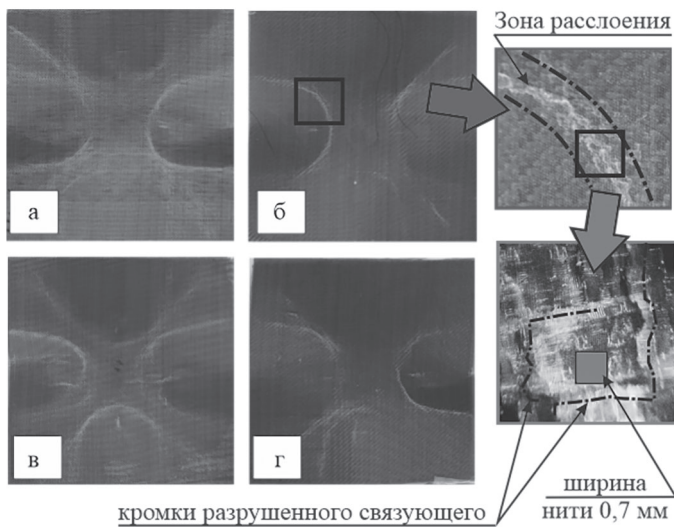 Зона расслоения
а
б
в
г
кромки разрушенного связующего
ширина
нити 0,7 мм